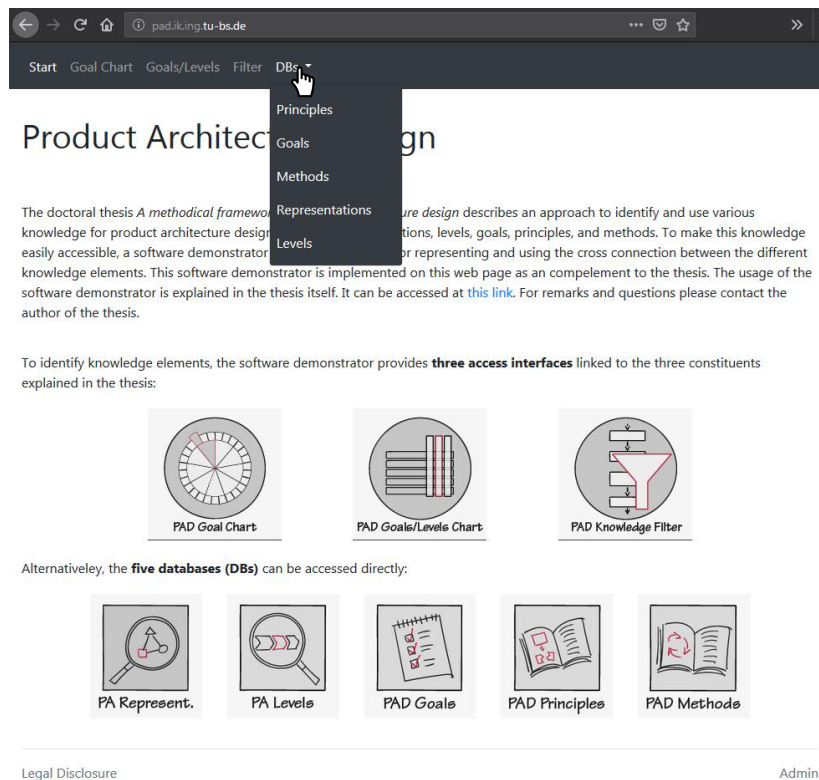 pad.ik.ing.tu-bs.de
Start Goal Chart Goals/Levels Filter DBs
Principles
Goals
Methods
Representations
Levels
Product Architec gn
The doctoral thesis A methodical framewo ure design describes an approach to identify and use various
knowledge for product architecture desig tions, levels, goals, principles, and methods. To make this knowledge
easily accessible, a software demonstrator or representing and using the cross connection between the different
knowledge elements. This software demonstrator is implemented on this web page as an compelement to the thesis. The usage of the
software demonstrator is explained in the thesis itself. It can be accessed at this link. For remarks and questions please contact the
author of the thesis.
To identify knowledge elements, the software demonstrator provides three access interfaces linked to the three constituents
explained in the thesis:
PAD Goal Chart PAD Goals/Levels Chart PAD Knowledge Filter
Alternativeley, the five databases (DBs) can be accessed directly:
PA Represent. PA Levels PAD Goals PAD Principles PAD Methods
Legal Disclosure Admin